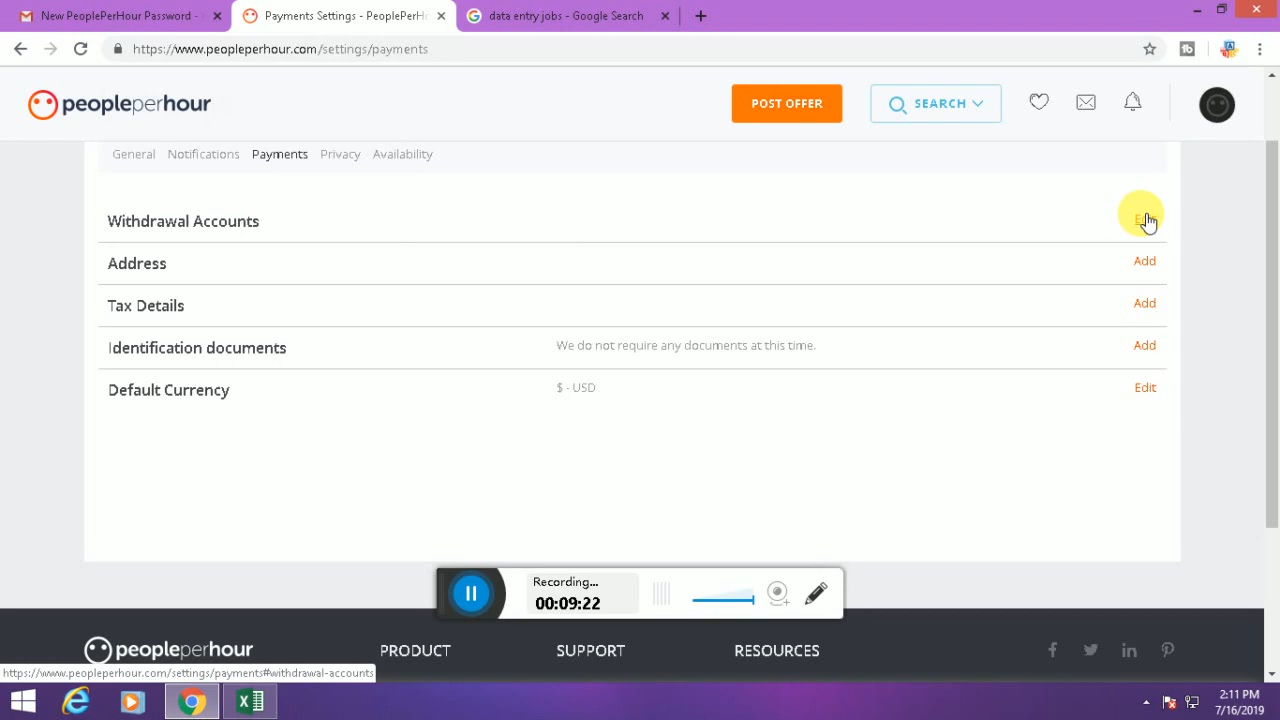 New PeoplePerHour Password -
Payments Settings - PeoplePerHo
data entry jobs - Google Search
https://www.peopleperhour.com/settings/payments
peopleperhour
POST OFFER
SEARCH
General Notifications Payments Privacy Availability
Withdrawal Accounts
Address Add
Tax Details Add
Identification documents We do not require any documents at this time. Add
Default Currency $ - USD Edit
Recording...
00:09:22
peopleperhour PRODUCT SUPPORT RESOURCES
https://www.peopleperhour.com/settings/payments#withdrawal-accounts
2:11 PM
7/16/2019